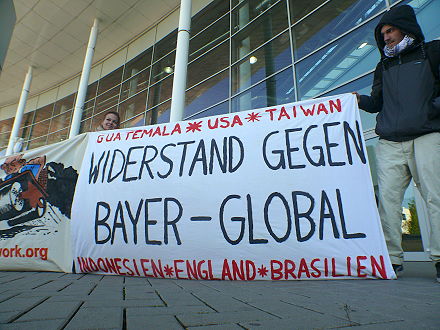 GUATEMALA * USA * TAIWAN
WIDERSTAND GEGEN
BAYER-GLOBAL
INDONESIEN * ENGLAND * BRASILIEN
work.org